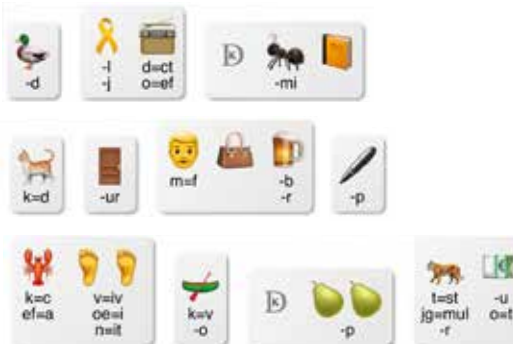 -d
-l d=ct
-j o=ef
-mi
k=d
-ur
m=f -b
-r
-p
k=c v=iv
ef=a oe=i
n=it
k=v
-o
-p
t=st -u
jg=mul o=t
-r